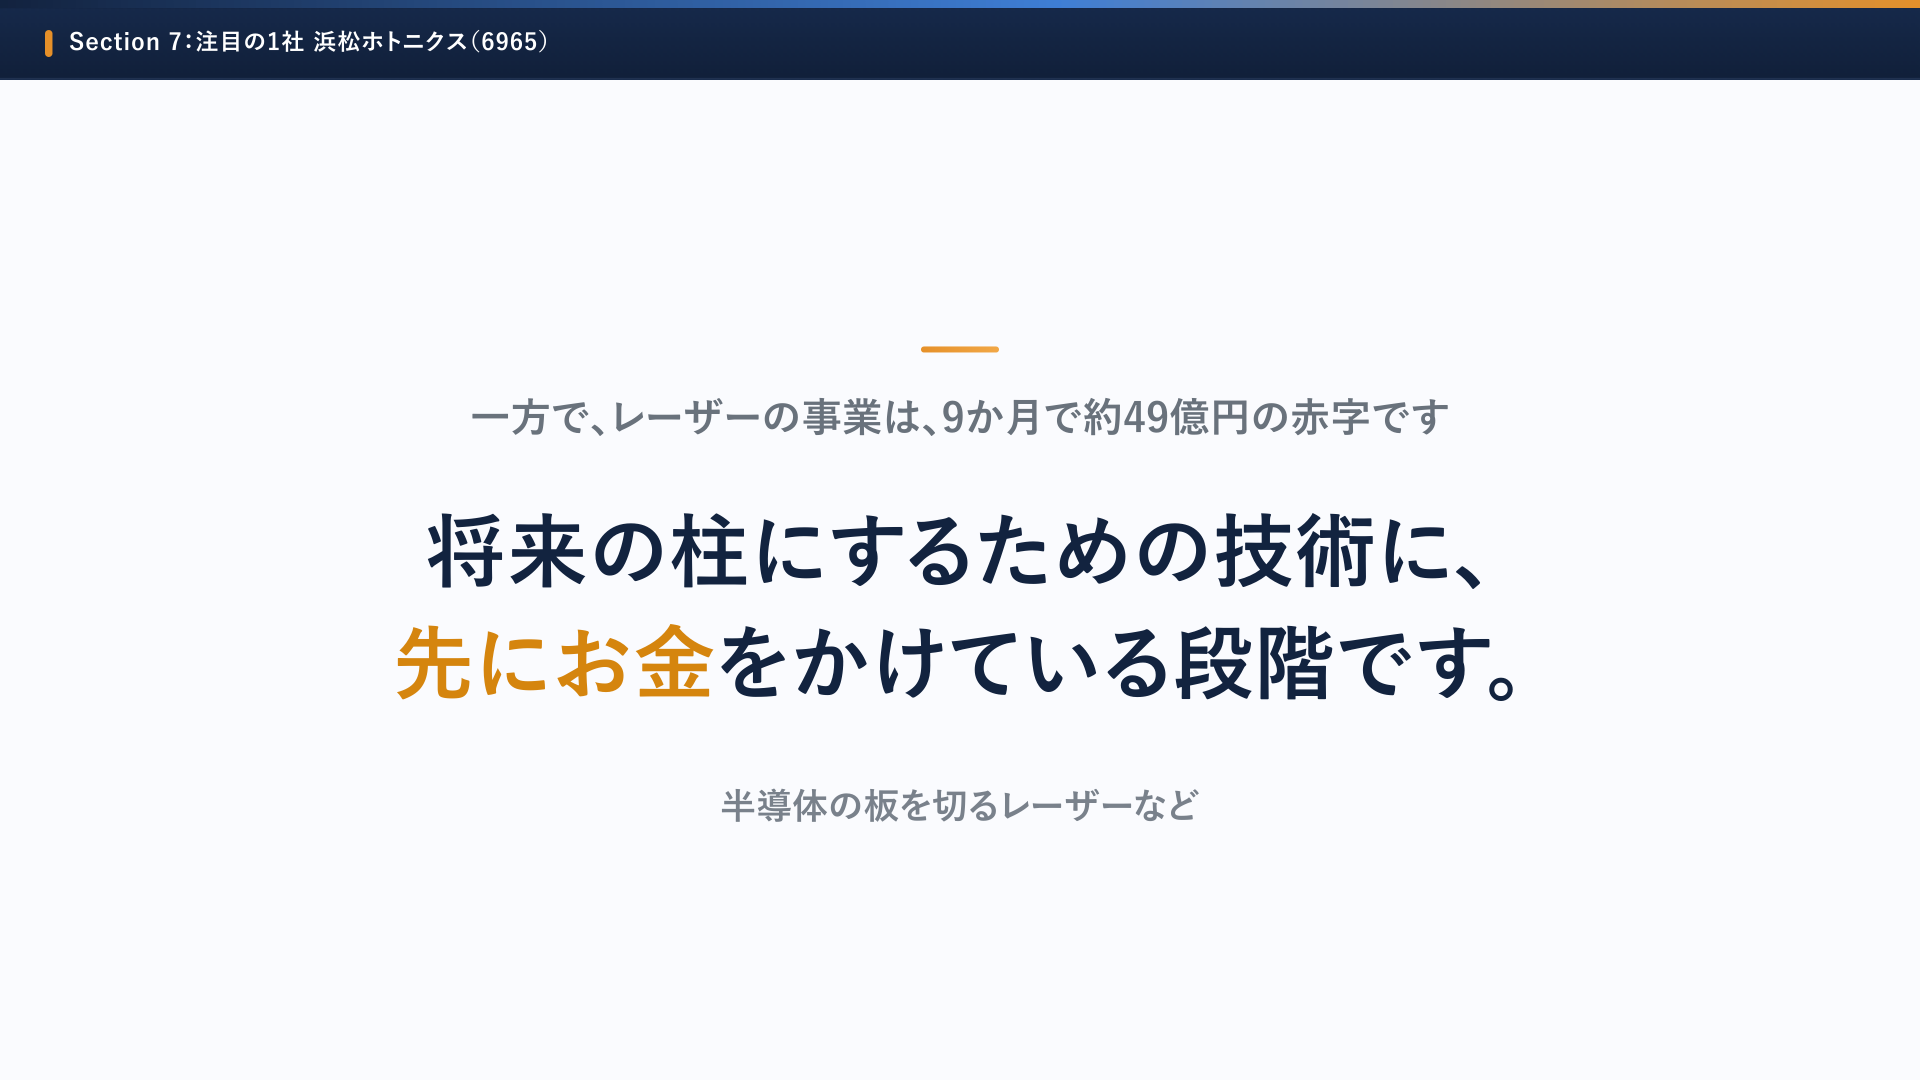 Section 7：注目の1社 浜松ホトニクス（6965）
一方で、レーザーの事業は、9か月で約49億円の赤字です
将来の柱にするための技術に、
先にお金をかけている段階です。
半導体の板を切るレーザーなど